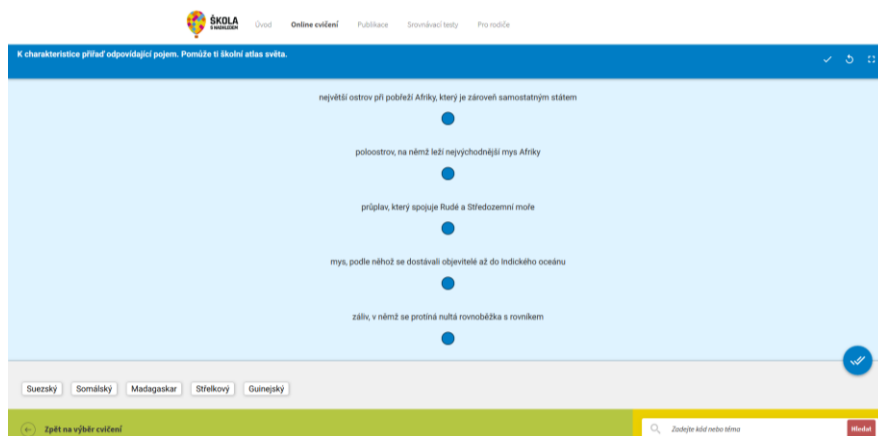 ŠKOLA
S NADHLEDEM
Úvod
Online cvičení
Publikace
Srovnávací testy
Pro rodiče
K charakteristice přiřaď odpovídající pojem. Pomůže ti školní atlas světa.
největší ostrov při pobřeží Afriky, který je zároveň samostatným státem
poloostrov, na němž leží nejvýchodnější mys Afriky
průplav, který spojuje Rudé a Středozemní moře
mys, podle něhož se dostávali objevitelé až do Indického oceánu
záliv, v němž se protíná nultá rovnoběžka s rovníkem
Suezský
Somálský
Madagaskar
Střelkový
Guinejský
Zpět na výběr cvičení
Zadejte kód nebo téma
Hledat